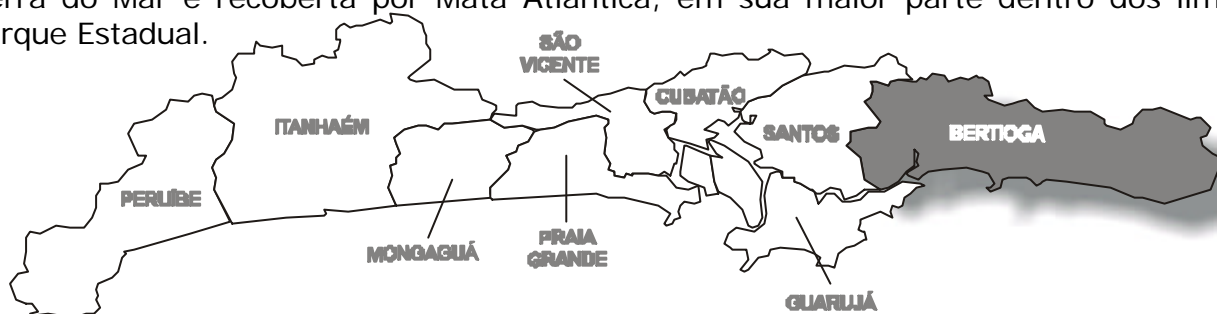 erra do Mar e recoberta por Mata Atlântica, em sua maior parte dentro dos lim
rque Estadual.
SÃO
VICENTE
CUBATÃO
ITANHAÉM
SANTOS
BERTIOGA
PERUÍBE
MONGAGUÁ
PRAIA
GRANDE
GUARUJÁ